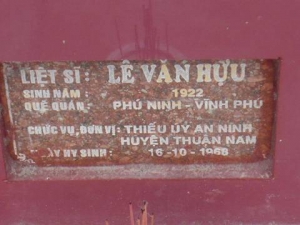 LIỆT SĨ: LÊ VĂN HỰU
SINH NĂM: 1922
QUÊ QUÁN: PHÚ NINH - VĨNH PHÚ
CHỨC VỤ, ĐƠN VỊ: THIẾU ÚY AN NINH
HUYỆN THUẬN NAM
HY SINH: 16-10-1968